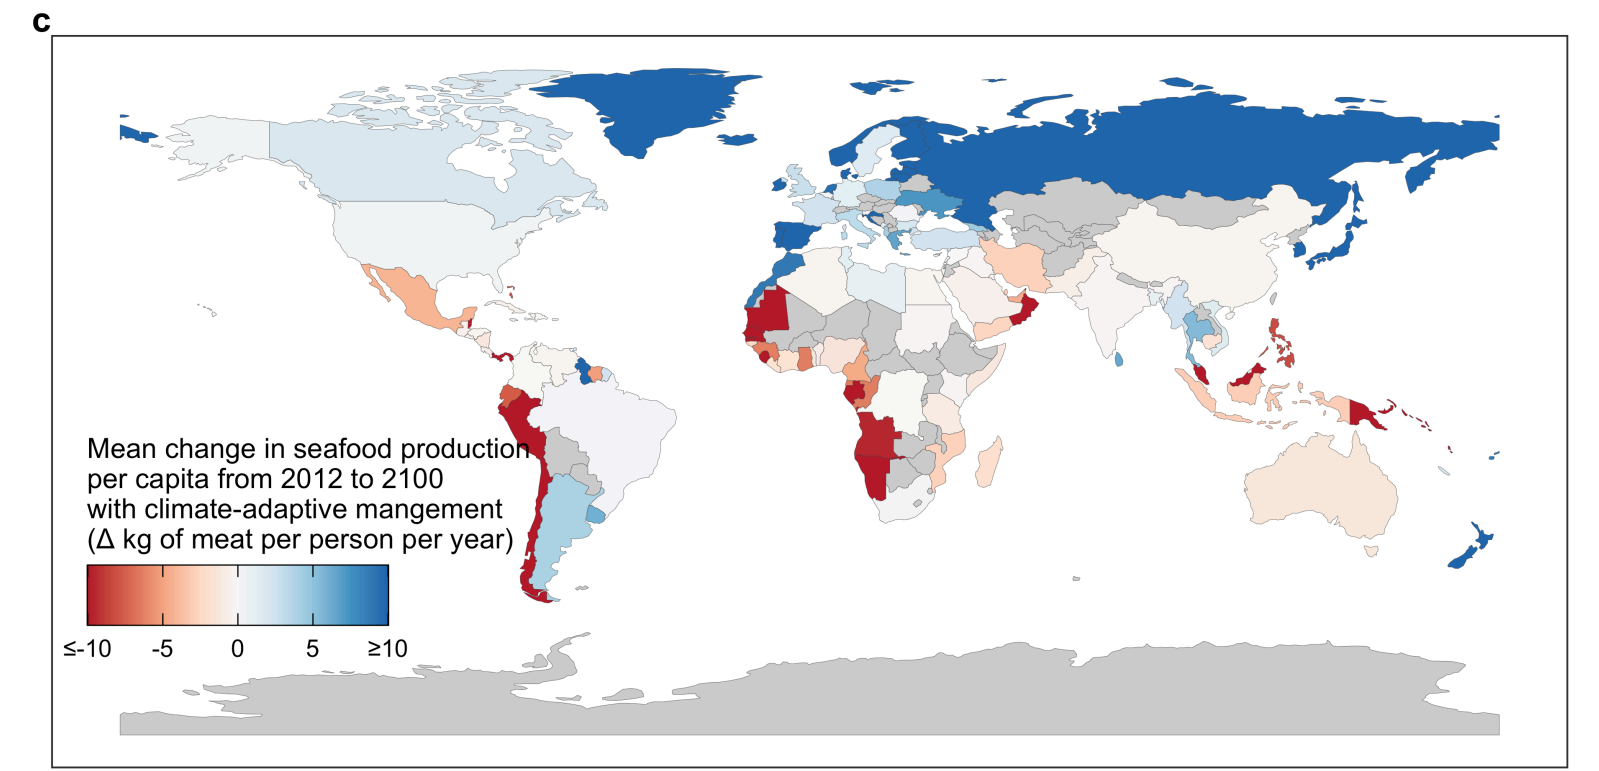 c
Mean change in seafood production
per capita from 2012 to 2100
with climate-adaptive mangement
(Δ kg of meat per person per year)
≤-10 -5 0 5 ≥10